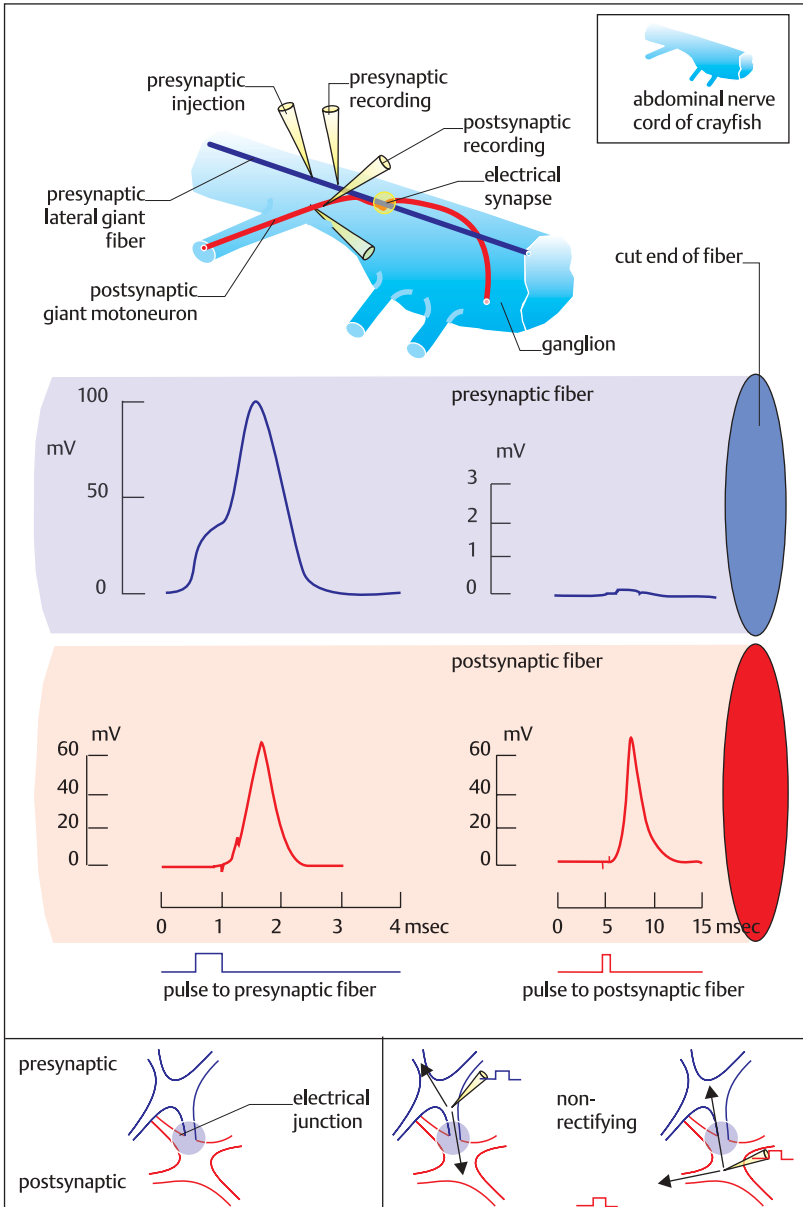 presynaptic
injection
presynaptic
recording
postsynaptic
recording
electrical
synapse
presynaptic
lateral giant
fiber
postsynaptic
giant motoneuron
ganglion
abdominal nerve
cord of crayfish
cut end of fiber
presynaptic fiber
100
mV
50
0
mV
3
2
1
0
postsynaptic fiber
mV
60
40
20
0
mV
60
40
20
0
0 1 2 3 4 msec
0 5 10 15 msec
pulse to presynaptic fiber
pulse to postsynaptic fiber
presynaptic
electrical
junction
postsynaptic
non-
rectifying